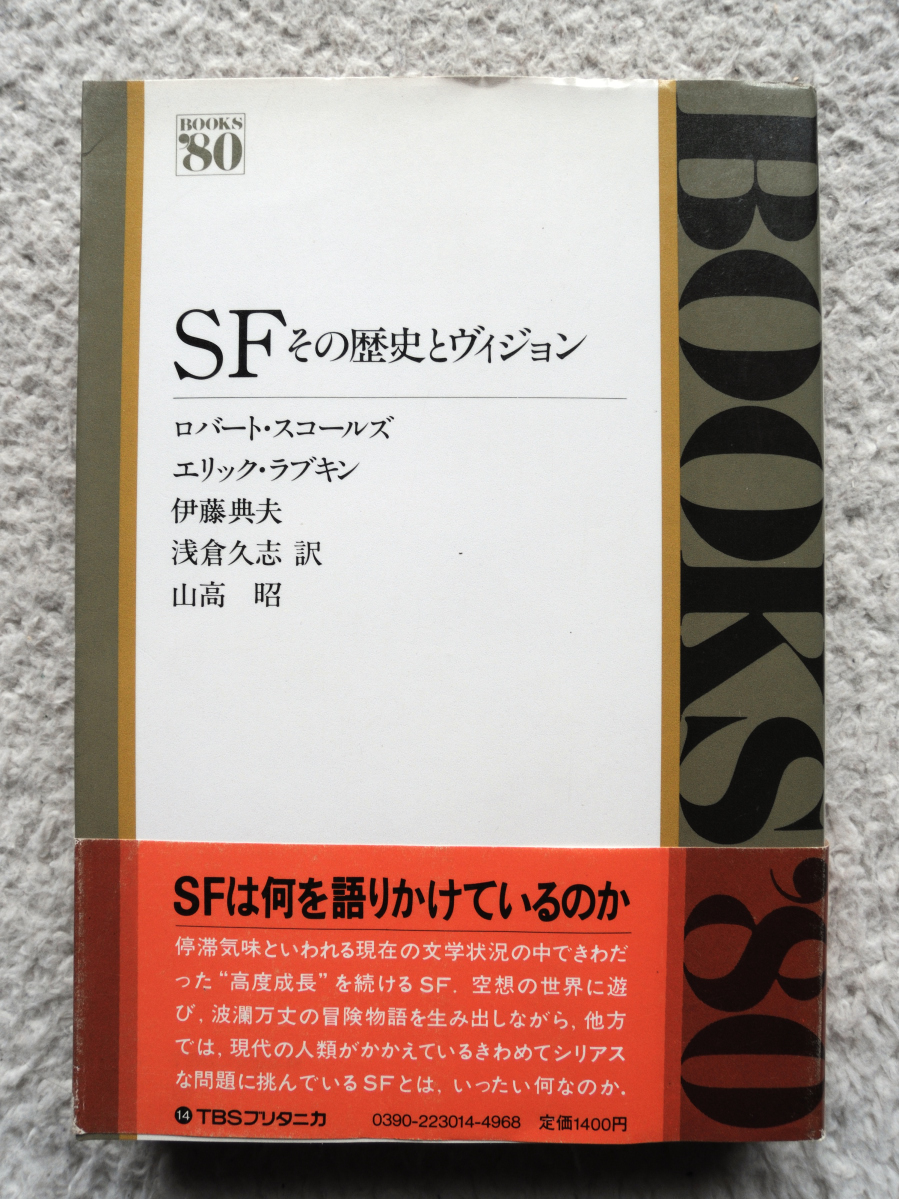 BOOKS
'80
SFその歴史とヴィジョン
ロバート・スコールズ
エリック・ラブキン
伊藤典夫
浅倉久志 訳
山高 昭
BOOKS '80
SFは何を語りかけているのか
停滞気味といわれる現在の文学状況の中できわだ
った“高度成長”を続けるSF. 空想の世界に遊
び, 波瀾万丈の冒険物語を生み出しながら, 他方
では, 現代の人類がかかえているきわめてシリアス
な問題に挑んでいるSFとは, いったい何なのか.
⑭TBSブリタニカ 0390-223014-4968 定価1400円